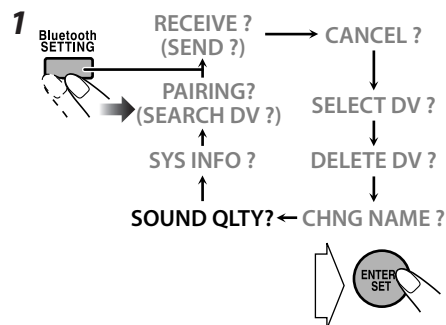 1
Bluetooth
SETTING
RECEIVE ?
(SEND ?)
CANCEL ?
PAIRING?
(SEARCH DV ?)
SELECT DV ?
SYS INFO ?
DELETE DV ?
SOUND QLTY?
CHNG NAME ?
ENTER
SET